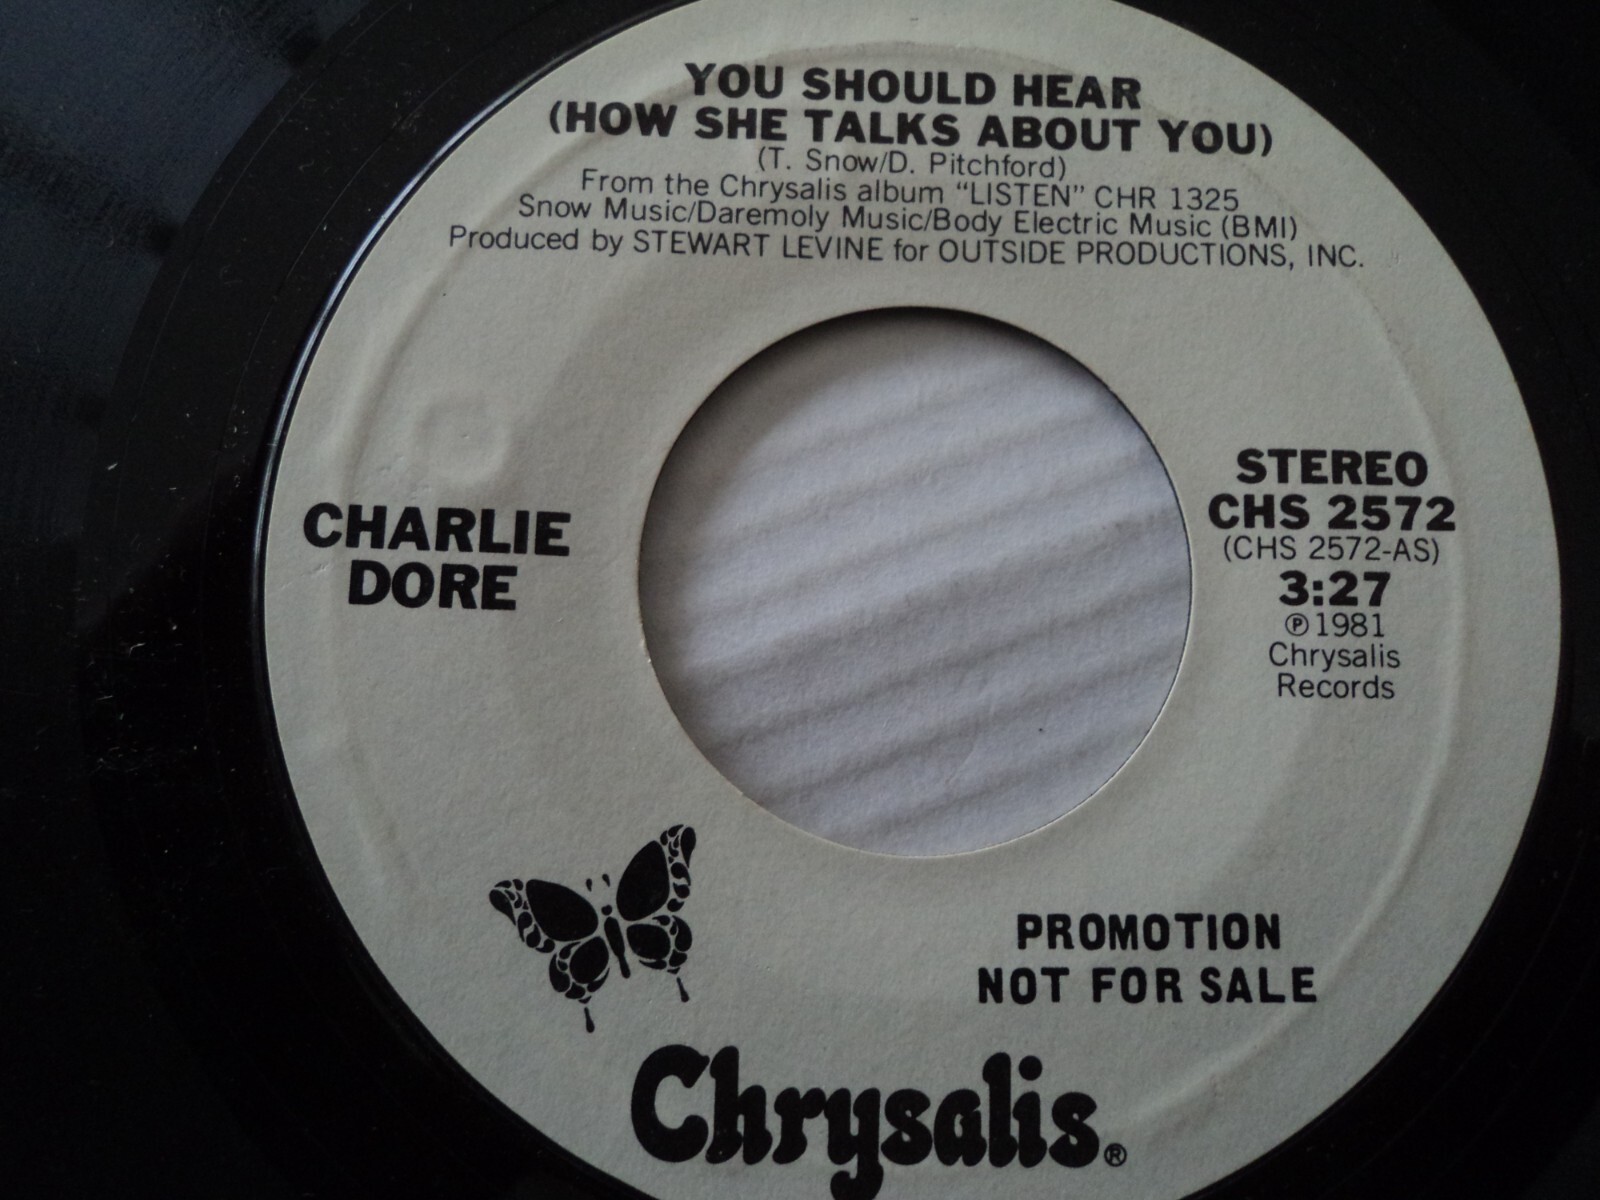 YOU SHOULD HEAR
(HOW SHE TALKS ABOUT YOU)
(T. Snow/D. Pitchford)
From the Chrysalis album "LISTEN" CHR 1325
Snow Music/Daremoly Music/Body Electric Music (BMI)
Produced by STEWART LEVINE for OUTSIDE PRODUCTIONS, INC.
CHARLIE
DORE
STEREO
CHS 2572
(CHS 2572-AS)
3:27
℗1981
Chrysalis
Records
PROMOTION
NOT FOR SALE
Chrysalis®